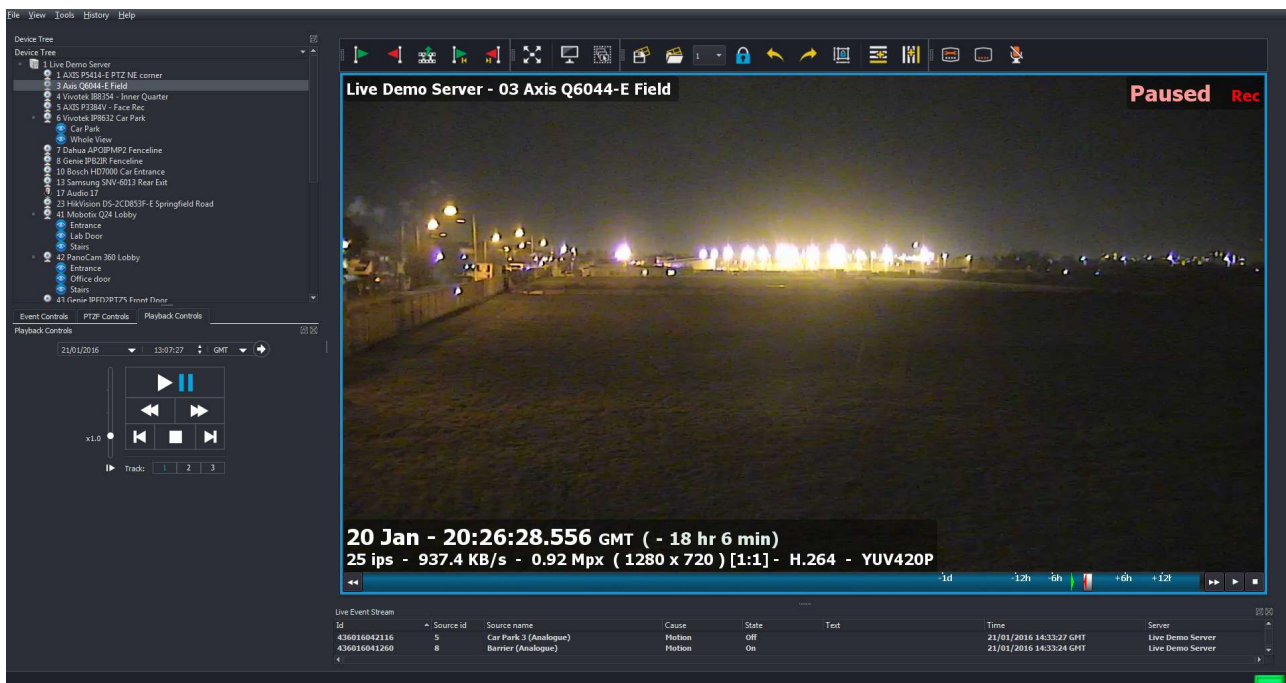 File View Tools History Help
Device Tree
Device Tree
1 Live Demo Server
1 AXIS P5414-E PTZ NE corner
3 Axis Q6044-E Field
4 Vivotek IB8354 - Inner Quarter
5 AXIS P3384V - Face Rec
6 Vivotek IP8632 Car Park
Car Park
Whole View
7 Dahua APOIPMP2 Fenceline
8 Genie IPB2IR Fenceline
10 Bosch HD7000 Car Entrance
13 Samsung SNV-6013 Rear Exit
17 Audio 17
23 HikVision DS-2CD853F-E Springfield Road
41 Mobotix Q24 Lobby
Entrance
Lab Door
Stairs
42 PanoCam 360 Lobby
Entrance
Office door
Stairs
43 Genie IPFD2PTZ5 Front Door
Event Controls PTZF Controls Playback Controls
Playback Controls
21/01/2016 13:07:27 GMT
x1.0
Track: 1 2 3
1
Live Demo Server - 03 Axis Q6044-E Field
Paused Rec
20 Jan - 20:26:28.556 GMT ( - 18 hr 6 min)
25 ips - 937.4 KB/s - 0.92 Mpx ( 1280 x 720 ) [1:1] - H.264 - YUV420P
-1d -12h -6h +6h +12h
Live Event Stream
Id Source id Source name Cause State Text Time Server
436016042116 5 Car Park 3 (Analogue) Motion Off 21/01/2016 14:33:27 GMT Live Demo Server
436016041260 8 Barrier (Analogue) Motion On 21/01/2016 14:33:24 GMT Live Demo Server